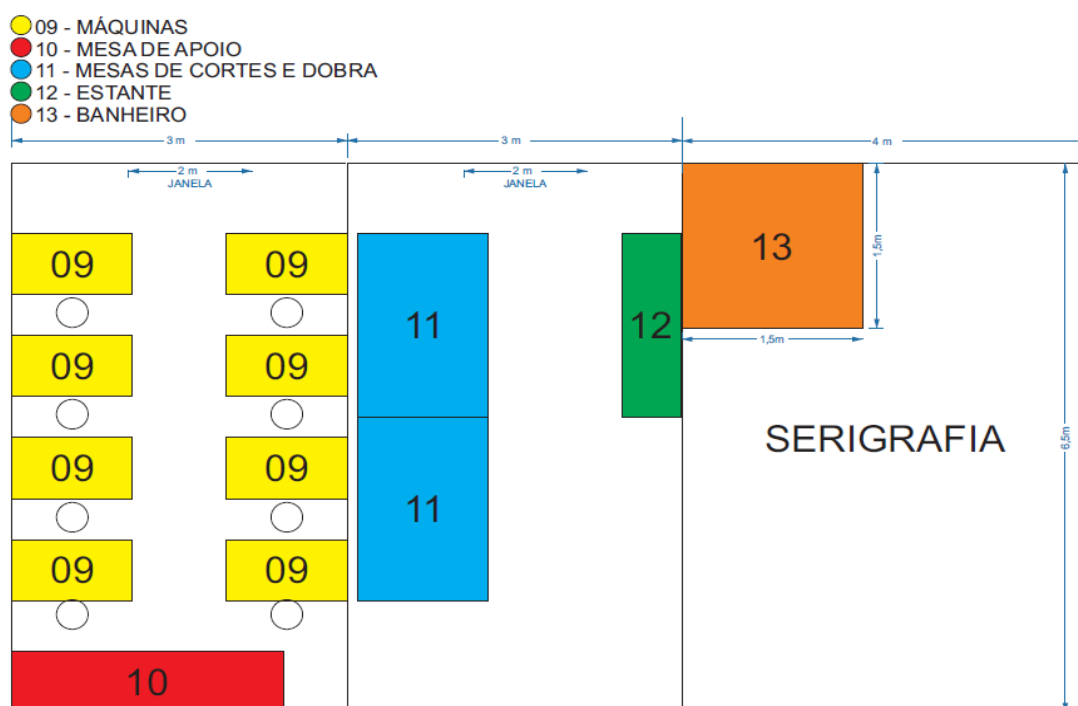 09 - MÁQUINAS
10 - MESA DE APOIO
11 - MESAS DE CORTES E DOBRA
12 - ESTANTE
13 - BANHEIRO
3 m
3 m
4 m
2 m
JANELA
2 m
JANELA
09
09
11
12
13
1,5m
1,5m
09
09
SERIGRAFIA
6,5m
09
09
11
09
09
10